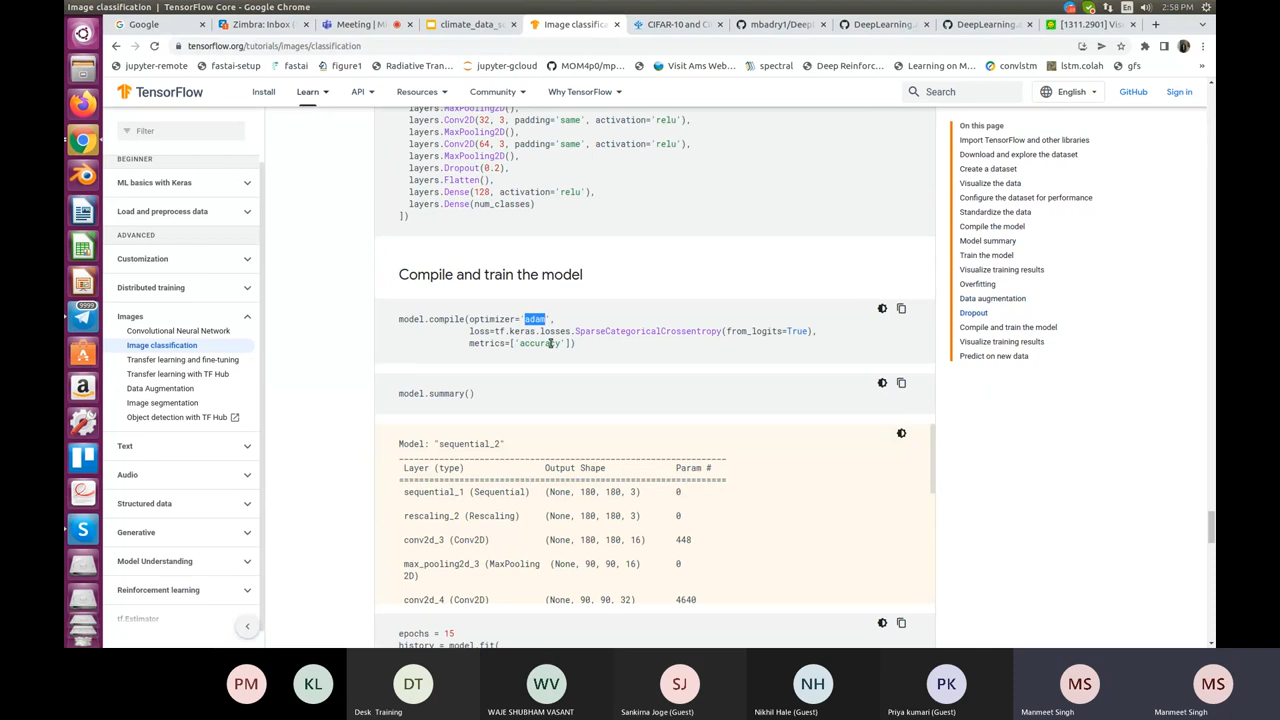 Image classification | TensorFlow Core - Google Chrome
En
2:58 PM
Google
Zimbra: Inbox (
Meeting | Mi
climate_data_s
Image classific
CIFAR-10 and CI
mbadry1/DeepL
DeepLearning.
DeepLearning.
[1311.2901] Vis
tensorflow.org/tutorials/images/classification
jupyter-remote
fastai-setup
fastai
figure1
Radiative Tran...
jupyter-gcloud
MOM4p0/mp...
Visit Ams Web...
spectral
Deep Reinforc...
Learning on M...
convlstm
lstm.colah
gfs
TensorFlow
Install
Learn
API
Resources
Community
Why TensorFlow
Search
English
GitHub
Sign in
Filter
BEGINNER
ML basics with Keras
Load and preprocess data
ADVANCED
Customization
Distributed training
Images
Convolutional Neural Network
Image classification
Transfer learning and fine-tuning
Transfer learning with TF Hub
Data Augmentation
Image segmentation
Object detection with TF Hub
Text
Audio
Structured data
Generative
Model Understanding
Reinforcement learning
tf.Estimator
layers.MaxPooling2D(),
layers.Conv2D(32, 3, padding='same', activation='relu'),
layers.MaxPooling2D(),
layers.Conv2D(64, 3, padding='same', activation='relu'),
layers.MaxPooling2D(),
layers.Dropout(0.2),
layers.Flatten(),
layers.Dense(128, activation='relu'),
layers.Dense(num_classes)
])
Compile and train the model
model.compile(optimizer='adam',
loss=tf.keras.losses.SparseCategoricalCrossentropy(from_logits=True),
metrics=['accuracy'])
model.summary()
Model: "sequential_2"
Layer (type) Output Shape Param #
sequential_1 (Sequential) (None, 180, 180, 3) 0
rescaling_2 (Rescaling) (None, 180, 180, 3) 0
conv2d_3 (Conv2D) (None, 180, 180, 16) 448
max_pooling2d_3 (MaxPooling (None, 90, 90, 16) 0
2D)
conv2d_4 (Conv2D) (None, 90, 90, 32) 4640
epochs = 15
history = model.fit(
On this page
Import TensorFlow and other libraries
Download and explore the dataset
Create a dataset
Visualize the data
Configure the dataset for performance
Standardize the data
Compile the model
Model summary
Train the model
Visualize training results
Overfitting
Data augmentation
Dropout
Compile and train the model
Visualize training results
Predict on new data
PM
KL
DT
Desk Training
WV
WAJE SHUBHAM VASANT
SJ
Sankirna Joge (Guest)
NH
Nikhil Hale (Guest)
PK
Priya kumari (Guest)
MS
Manmeet Singh
MS
Manmeet Singh